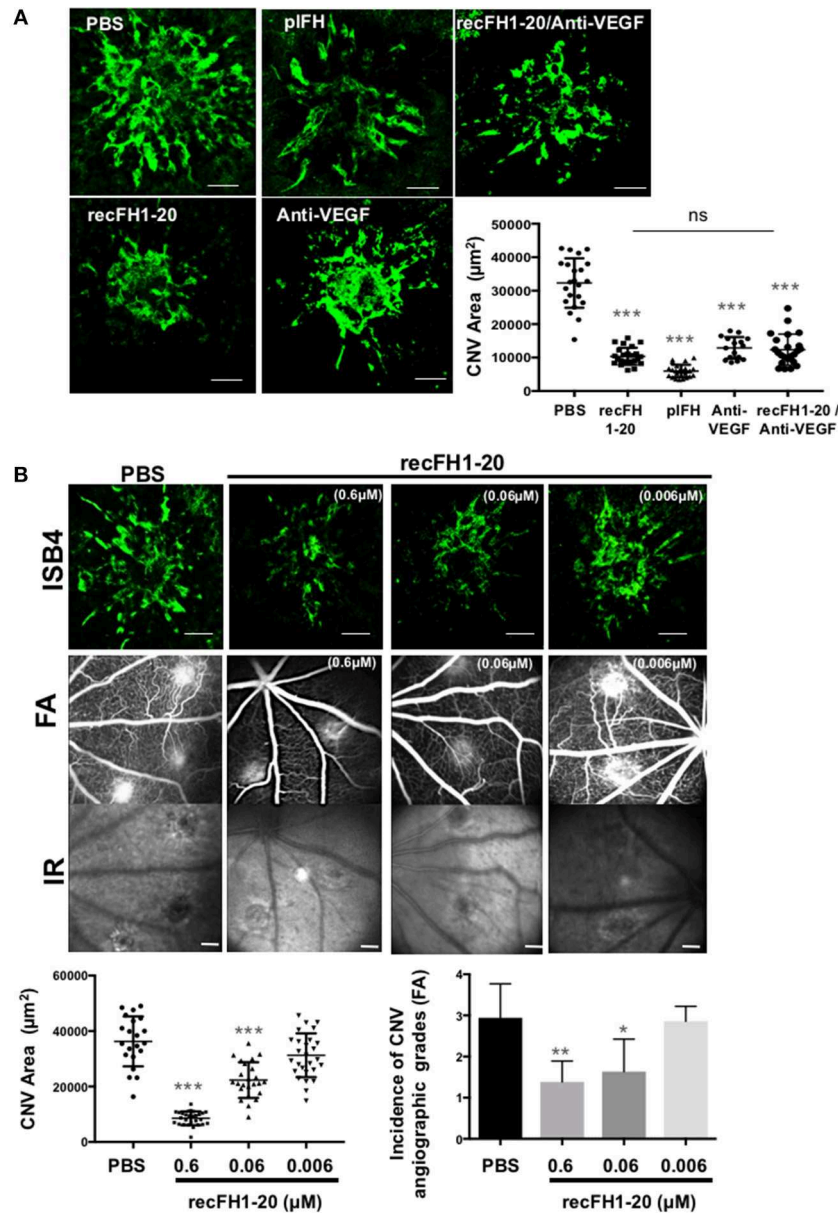 A
PBS
pIFH
recFH1-20/Anti-VEGF
recFH1-20
Anti-VEGF
ns
CNV Area (µm²)
50000
40000
30000
20000
10000
0
***
***
***
***
PBS
recFH
1-20
pIFH
Anti-
VEGF
recFH1-20 /
Anti-VEGF
B
PBS
recFH1-20
ISB4
(0.6µM)
(0.06µM)
(0.006µM)
FA
(0.6µM)
(0.06µM)
(0.006µM)
IR
CNV Area (µm²)
60000
40000
20000
0
***
***
PBS
0.6
0.06
0.006
recFH1-20 (µM)
Incidence of CNV
angiographic grades (FA)
4
3
2
1
0
**
*
PBS
0.6
0.06
0.006
recFH1-20 (µM)